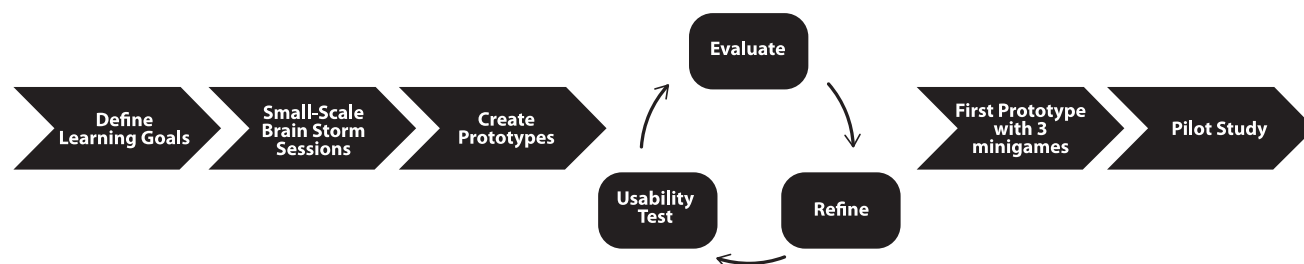 Define
Learning Goals
Small-Scale
Brain Storm
Sessions
Create
Prototypes
Evaluate
Usability
Test
Refine
First Prototype
with 3
minigames
Pilot Study